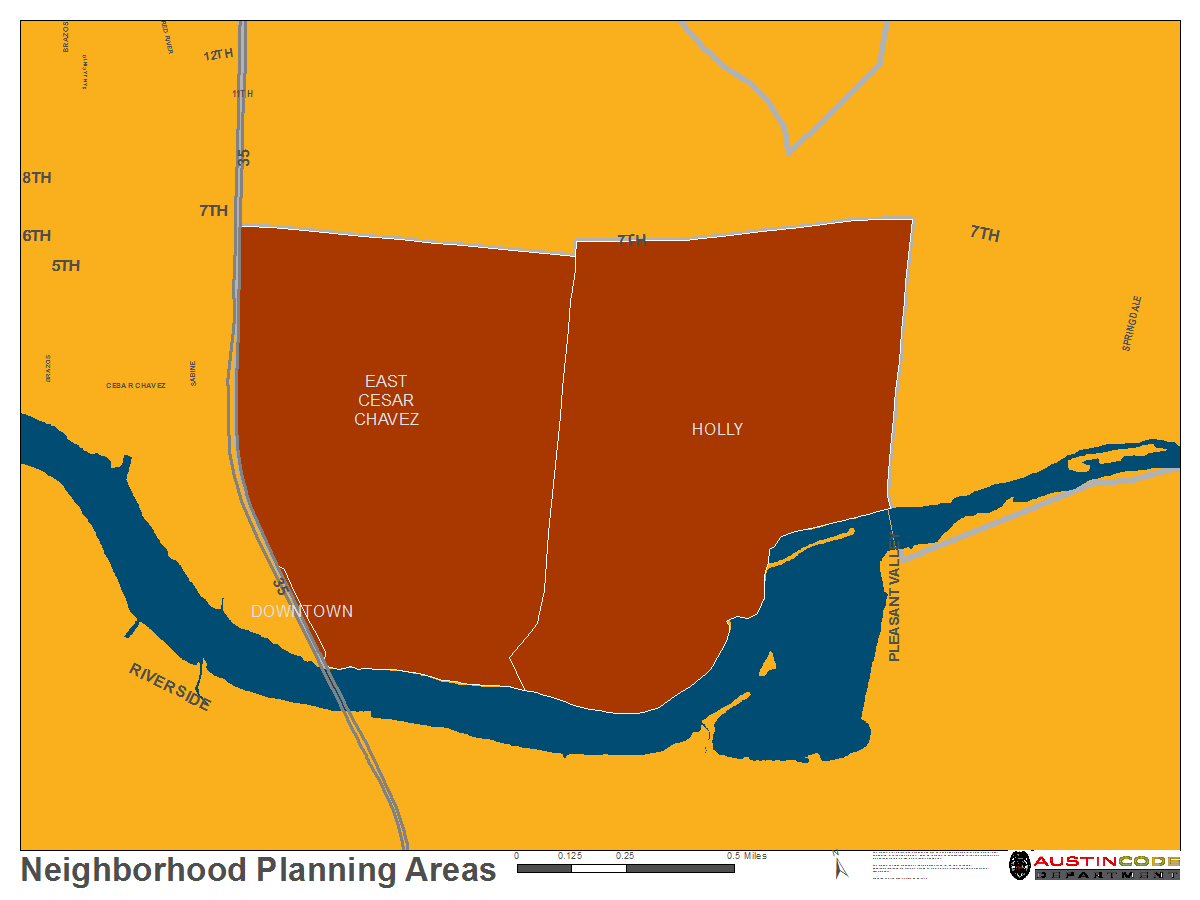 BRAZOS
RED RIVER
12TH
11TH
35
8TH
7TH
6TH
5TH
7TH
7TH
SPRINGDALE
BRAZOS
SABINE
CESAR CHAVEZ
EAST
CESAR
CHAVEZ
HOLLY
35
DOWNTOWN
PLEASANT VALLEY
RIVERSIDE
Neighborhood Planning Areas
0 0.125 0.25 0.5 Miles
AUSTINCODE
DEPARTMENT